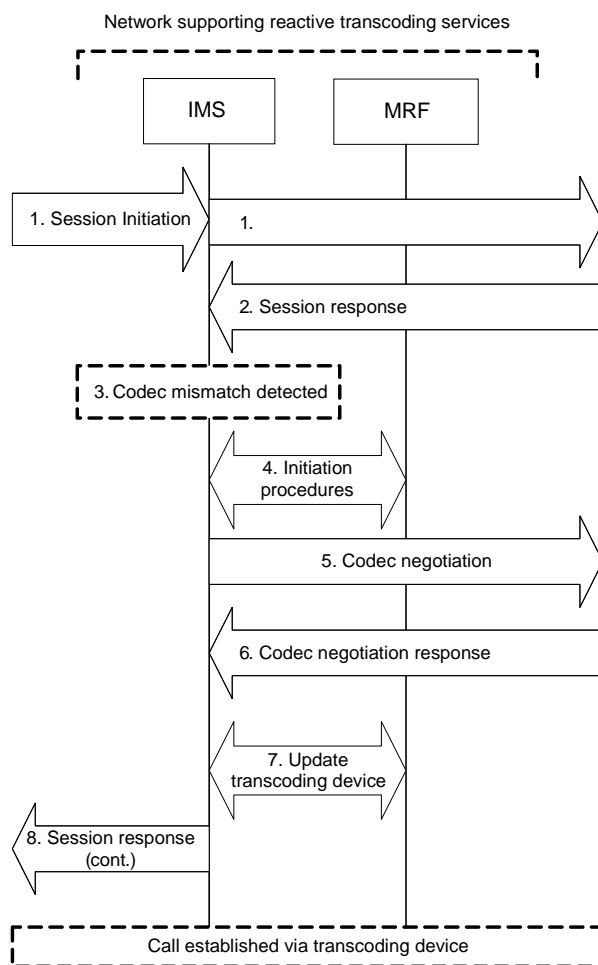 Network supporting reactive transcoding services
IMS
MRF
1. Session Initiation
1.
2. Session response
3. Codec mismatch detected
4. Initiation
procedures
5. Codec negotiation
6. Codec negotiation response
7. Update
transcoding device
8. Session response
(cont.)
Call established via transcoding device